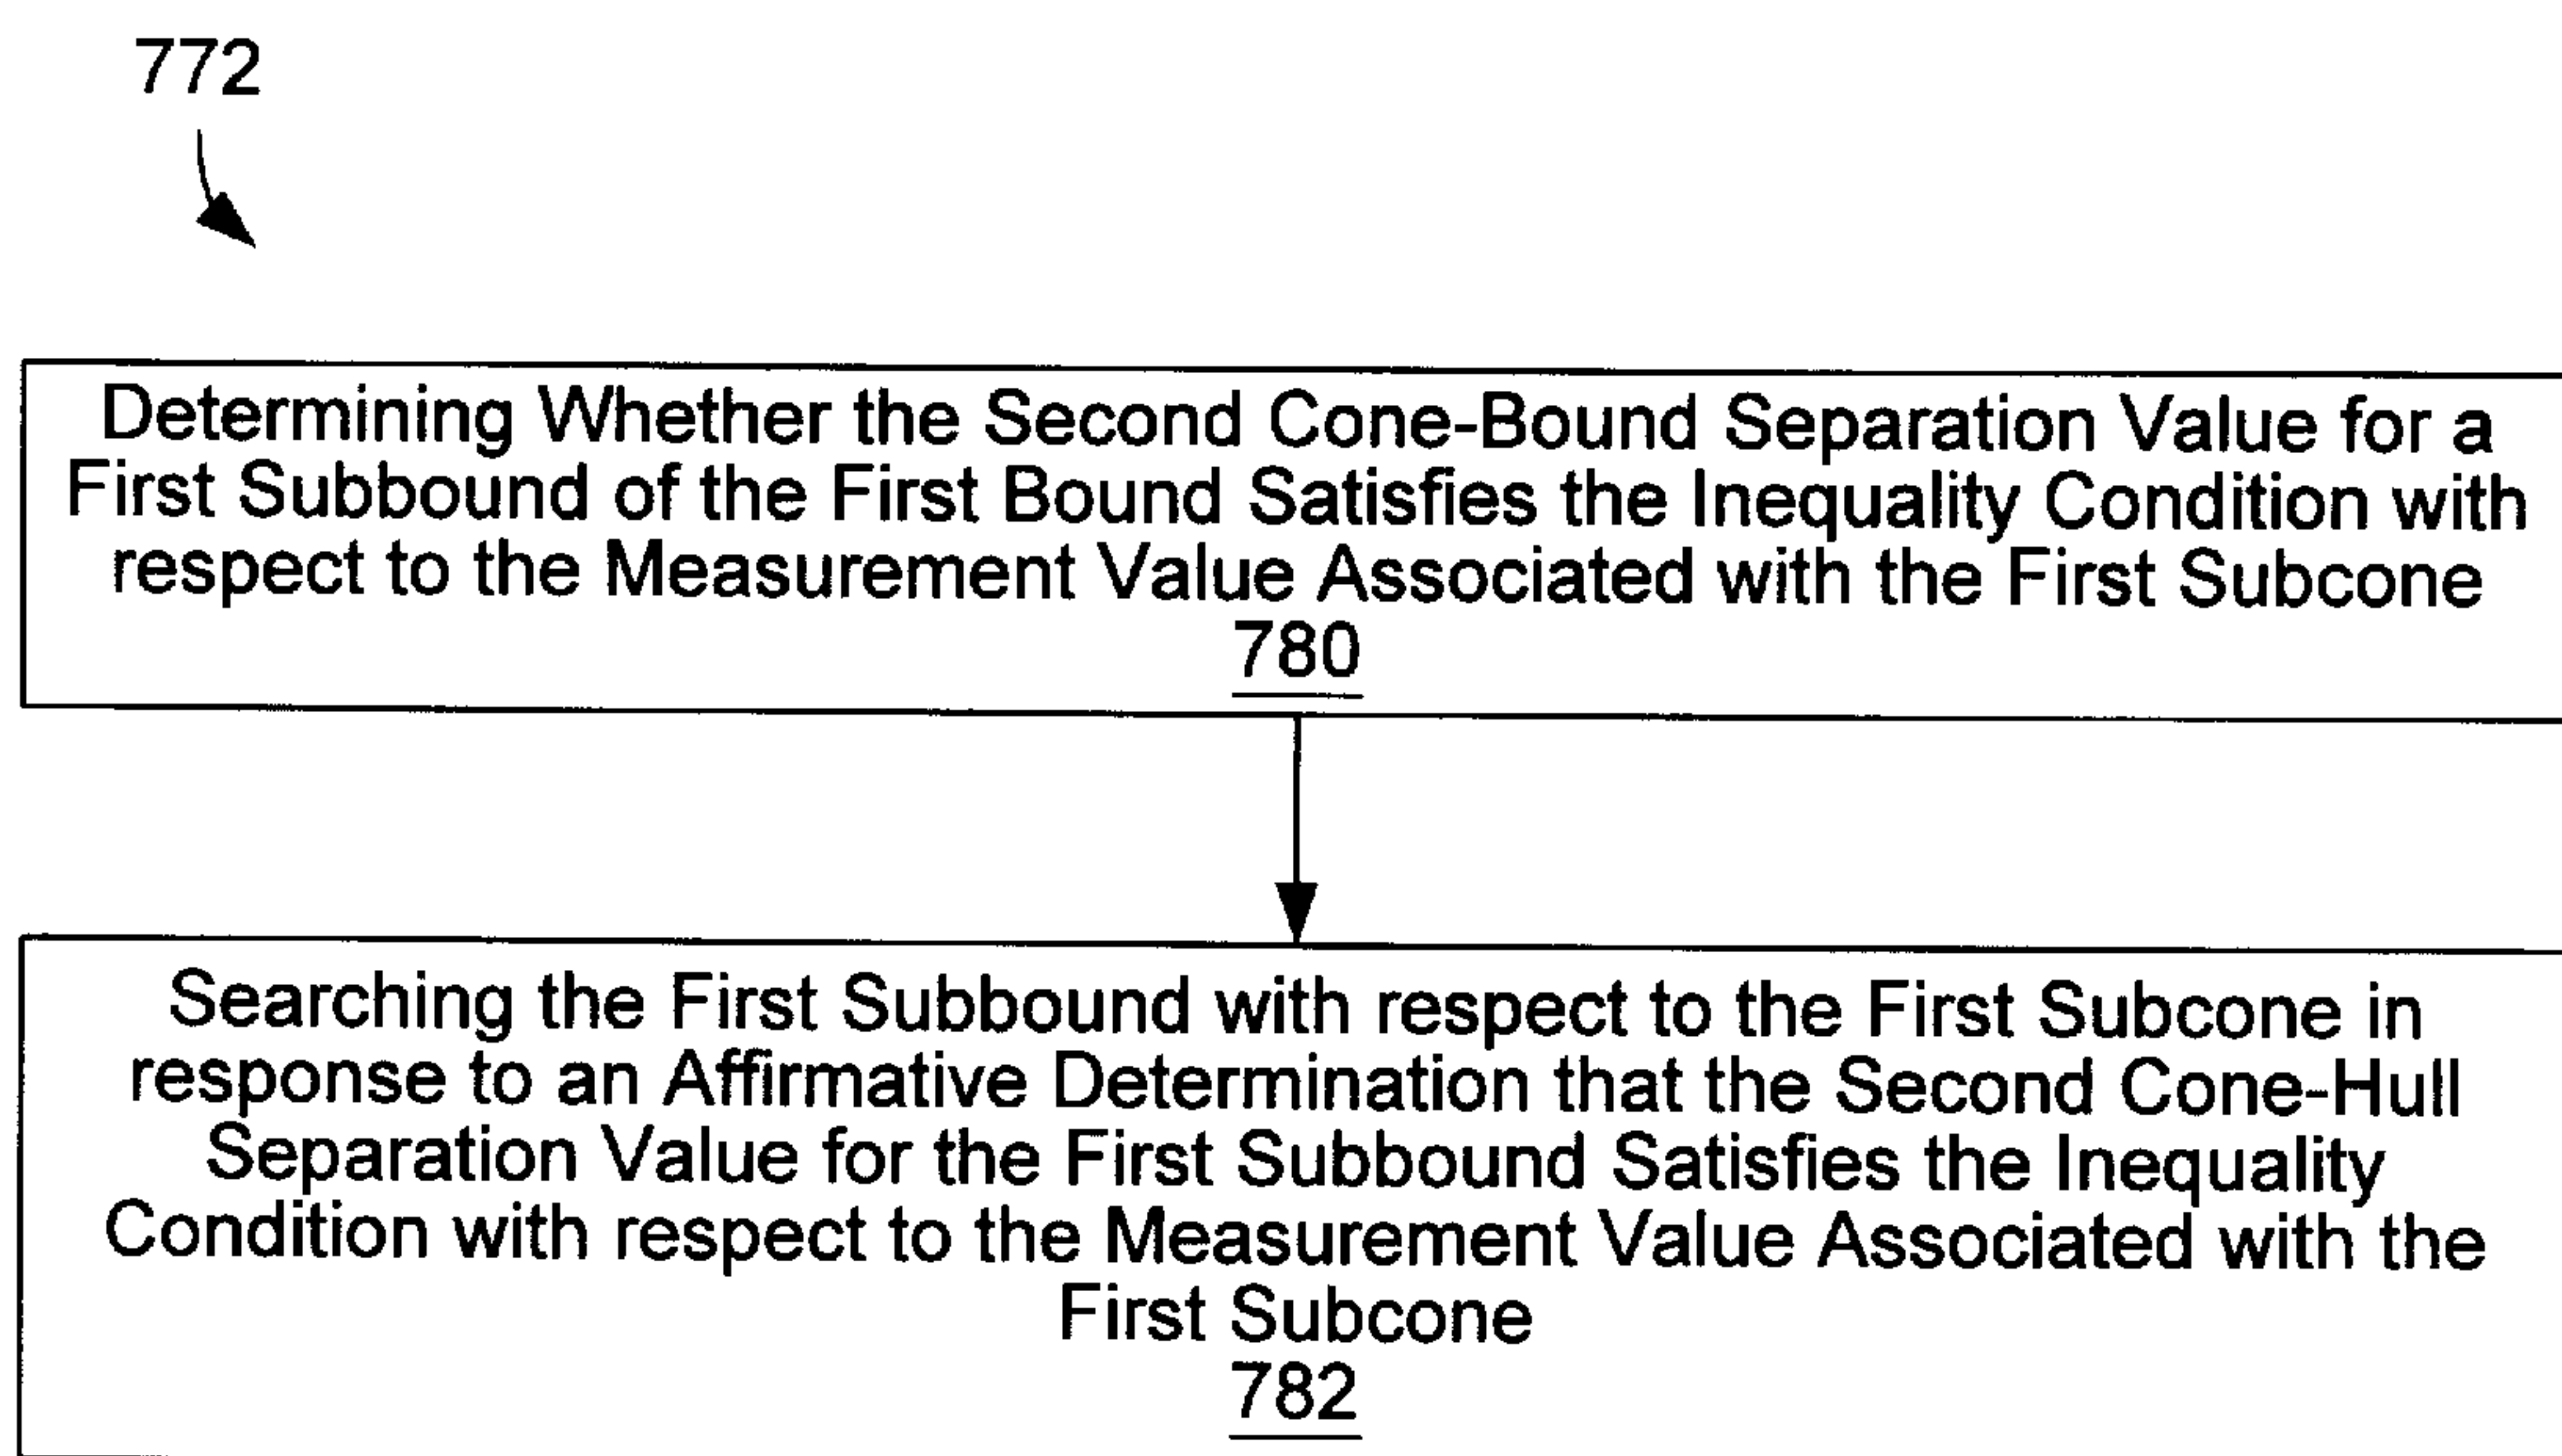 772
Determining Whether the Second Cone-Bound Separation Value for a
First Subbound of the First Bound Satisfies the Inequality Condition with
respect to the Measurement Value Associated with the First Subcone
780
Searching the First Subbound with respect to the First Subcone in
response to an Affirmative Determination that the Second Cone-Hull
Separation Value for the First Subbound Satisfies the Inequality
Condition with respect to the Measurement Value Associated with the
First Subcone
782